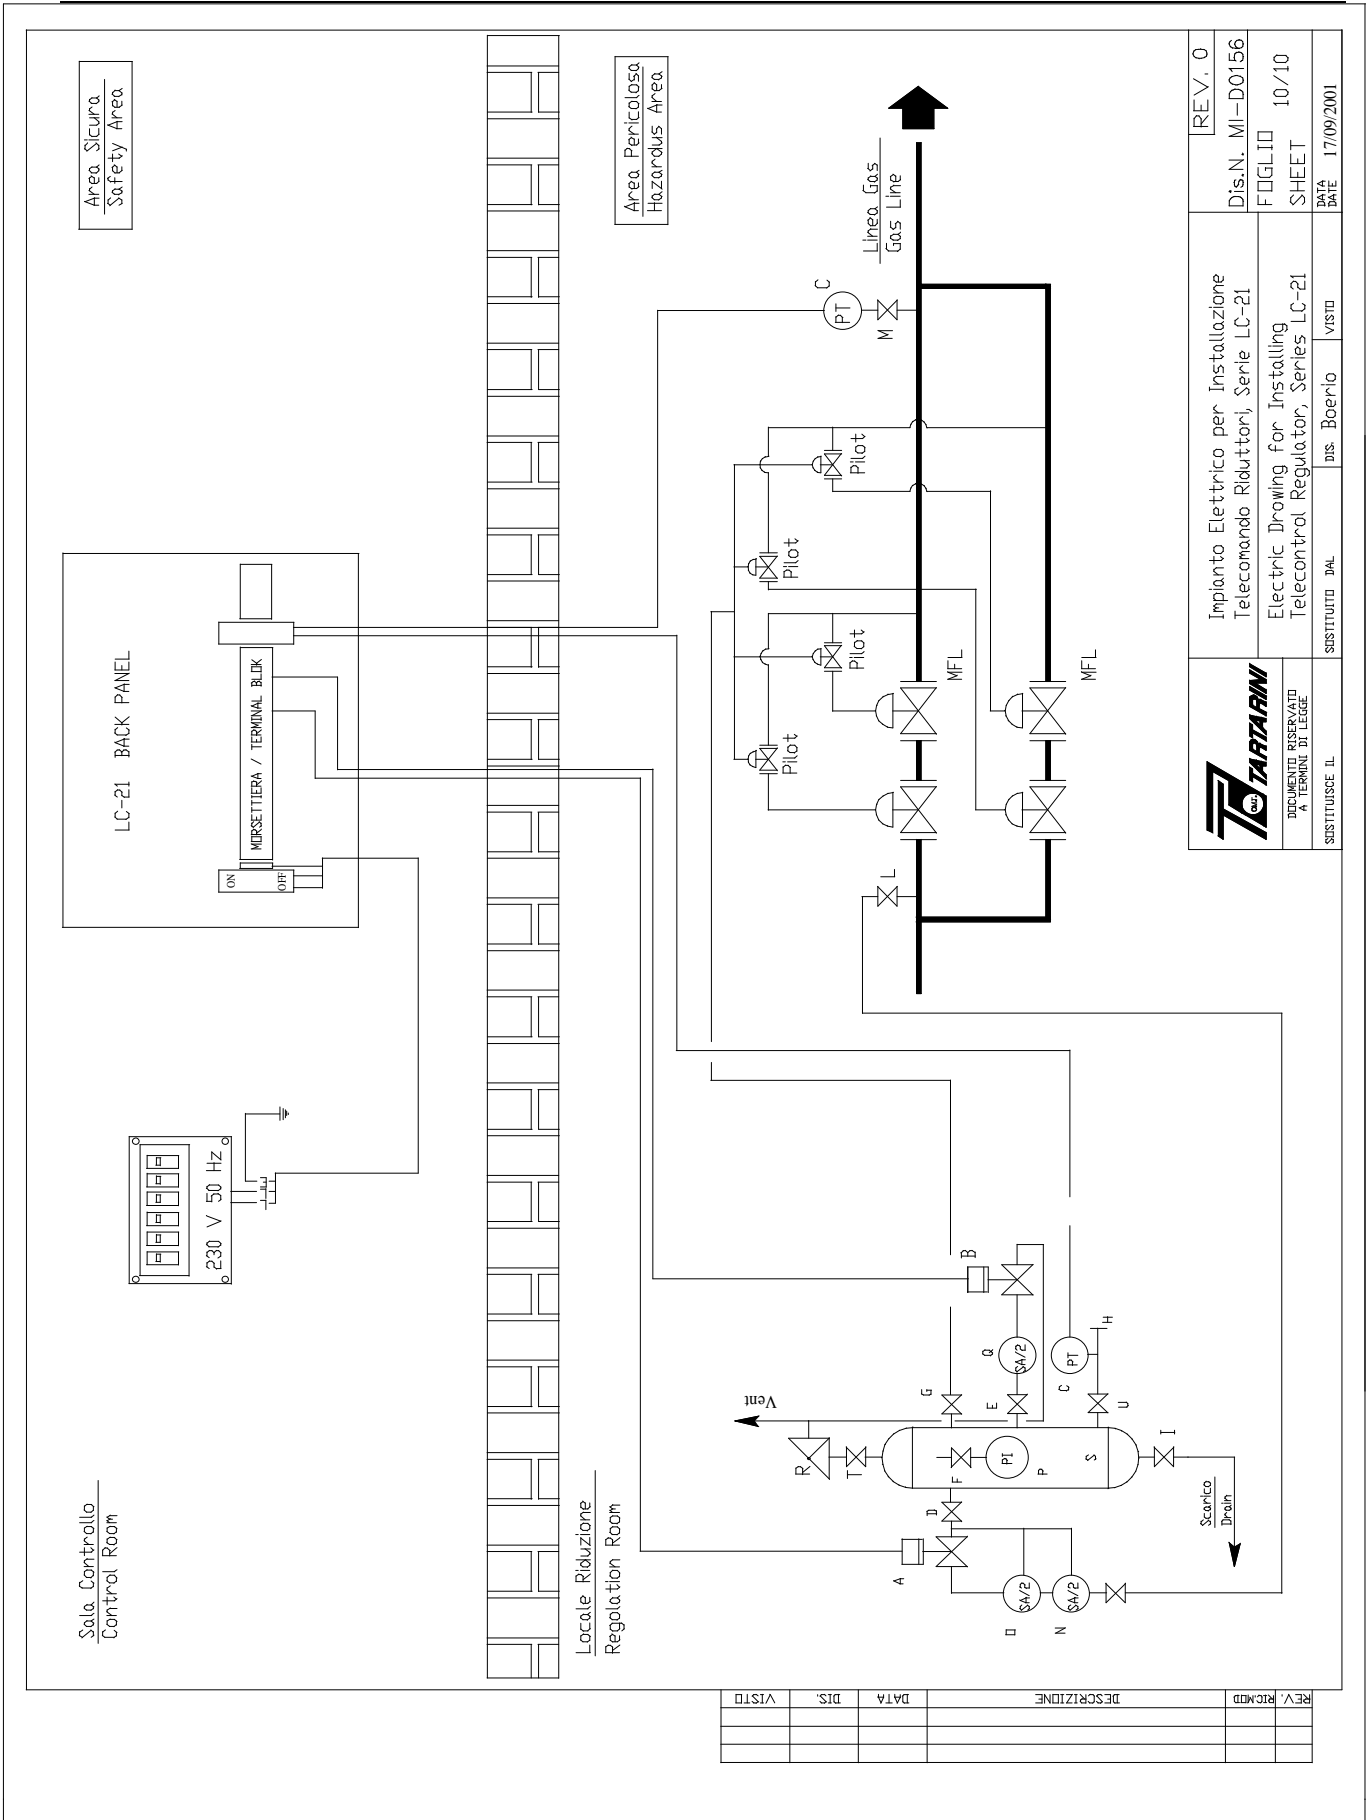 Area Sicura
Safety Area
Sala Controllo
Control Room
230 V 50 Hz
LC-21 BACK PANEL
ON
OFF
MORSETTIERA / TERMINAL BLOK
Locale Riduzione
Regolation Room
Area Pericolosa
Hazardus Area
Vent
R
T
G
Q
SA/2
B
E
F
PI
P
S
C
PT
H
U
I
D
A
O
SA/2
N
SA/2
Scarico
Drain
L
Pilot
Pilot
Pilot
Pilot
MFL
MFL
C
PT
M
Linea Gas
Gas Line
TARTARINI
O.M.T.
DOCUMENTO RISERVATO
A TERMINI DI LEGGE
SOSTITUISCE IL
Impianto Elettrico per Installazione
Telecomando Riduttori, Serie LC-21
Electric Drowing for Installing
Telecontrol Regulator, Series LC-21
SOSTITUITO DAL
DIS. Boerio
VISTO
REV. 0
Dis.N. MI-D0156
FOGLIO
SHEET
10/10
DATA
DATE
17/09/2001
REV.
RIC.MOD
DESCRIZIONE
DATA
DIS.
VISTO